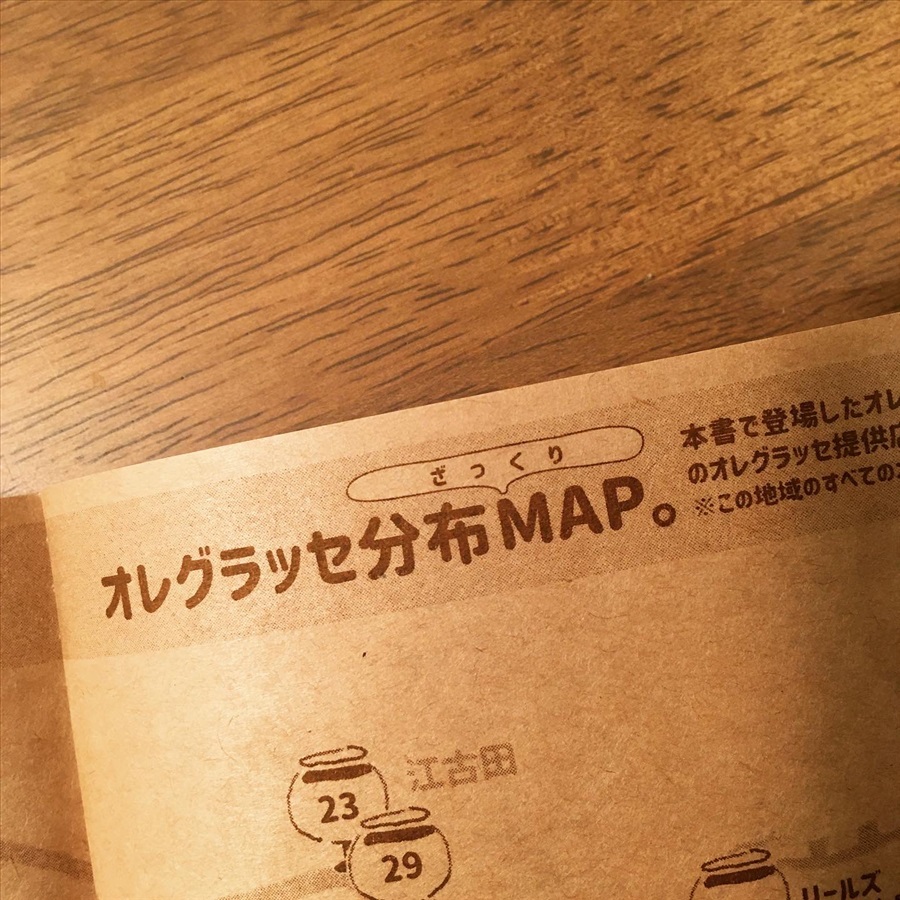 ざっくり
オレグラッセ分布MAP。
本書で登場したオレ
のオレグラッセ提供店
※この地域のすべての
江古田
23
29
リールズ